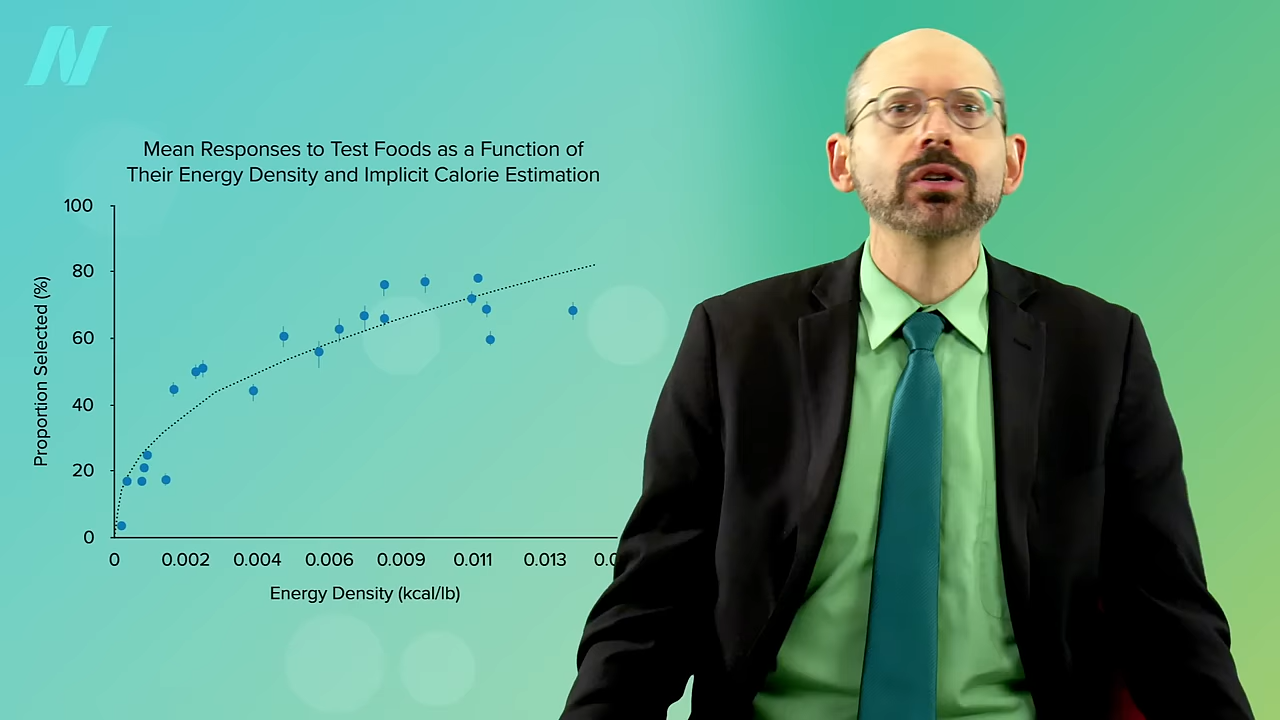 Mean Responses to Test Foods as a Function of
Their Energy Density and Implicit Calorie Estimation
100
80
60
40
20
0
Proportion Selected (%)
0 0.002 0.004 0.006 0.009 0.011 0.013 0.0
Energy Density (kcal/lb)